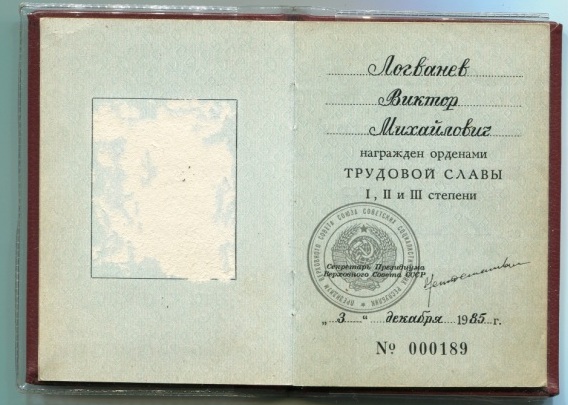 Логванев
Виктор
Михайлович
награжден орденами
ТРУДОВОЙ СЛАВЫ
I, II и III степени
Секретарь Президиума
Верховного Совета СССР
„ 3 “ декабря 1985 г.
№ 000189